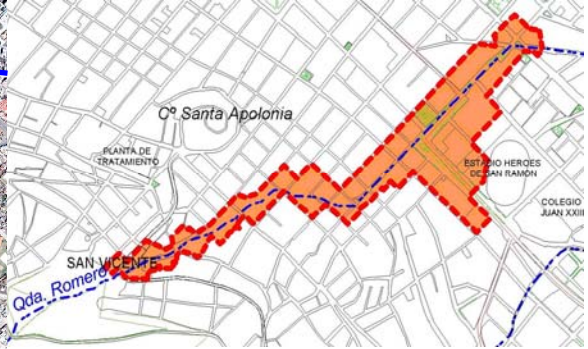 Cº Santa Apolonia
PLANTA DE
TRATAMIENTO
ESTADIO HEROES
DE SAN RAMON
COLEGIO
JUAN XXIII
SAN VICENTE
Qda. Romero